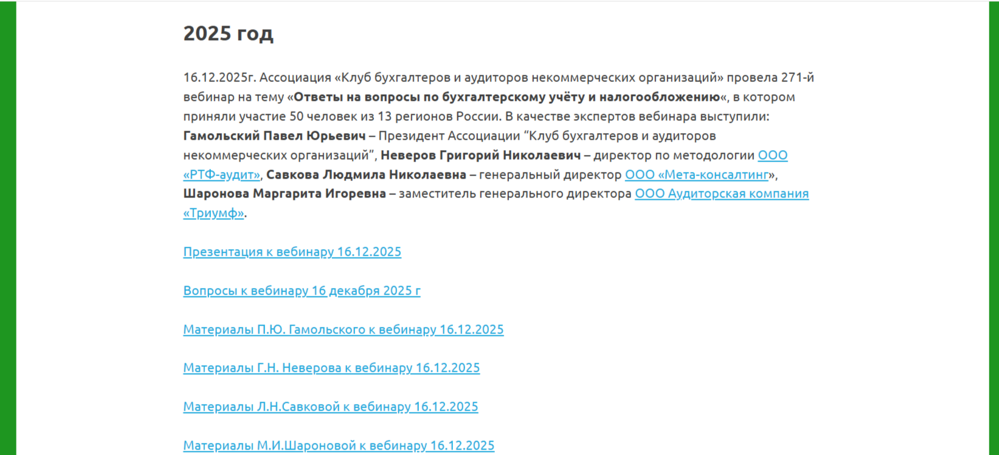 2025 год
16.12.2025г. Ассоциация «Клуб бухгалтеров и аудиторов некоммерческих организаций» провела 271-й
вебинар на тему «Ответы на вопросы по бухгалтерскому учёту и налогообложению«, в котором
приняли участие 50 человек из 13 регионов России. В качестве экспертов вебинара выступили:
Гамольский Павел Юрьевич – Президент Ассоциации “Клуб бухгалтеров и аудиторов
некоммерческих организаций”, Неверов Григорий Николаевич – директор по методологии ООО
«РТФ-аудит», Савкова Людмила Николаевна – генеральный директор ООО «Мета-консалтинг»,
Шаронова Маргарита Игоревна – заместитель генерального директора ООО Аудиторская компания
«Триумф».
Презентация к вебинару 16.12.2025
Вопросы к вебинару 16 декабря 2025 г
Материалы П.Ю. Гамольского к вебинару 16.12.2025
Материалы Г.Н. Неверова к вебинару 16.12.2025
Материалы Л.Н.Савковой к вебинару 16.12.2025
Материалы М.И.Шароновой к вебинару 16.12.2025